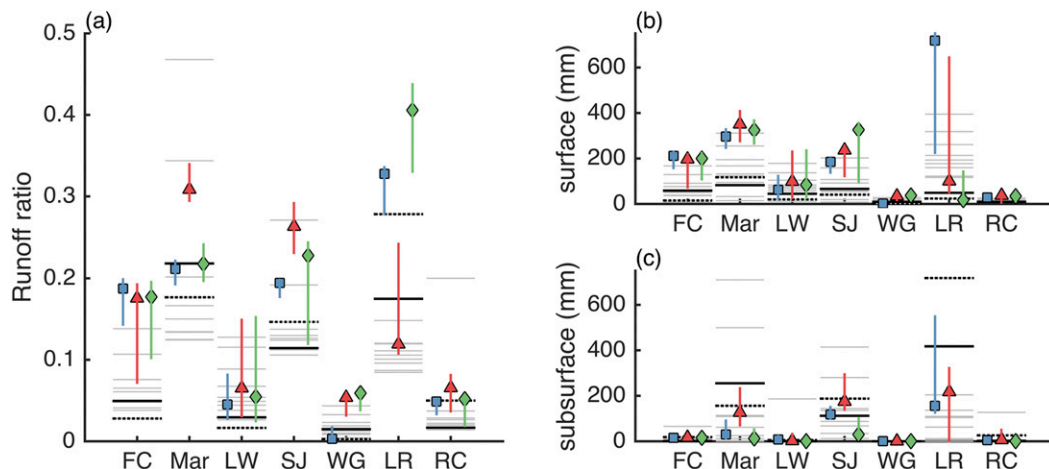 (a)
0.5
0.4
0.3
0.2
0.1
0
Runoff ratio
FC Mar LW SJ WG LR RC
(b)
600
400
200
0
surface (mm)
FC Mar LW SJ WG LR RC
(c)
600
400
200
0
subsurface (mm)
FC Mar LW SJ WG LR RC